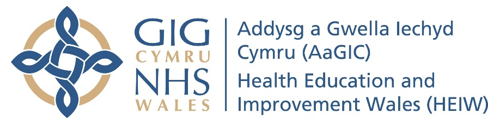 GIG
CYMRU
NHS
WALES
Addysg a Gwella Iechyd
Cymru (AaGIC)
Health Education and
Improvement Wales (HEIW)